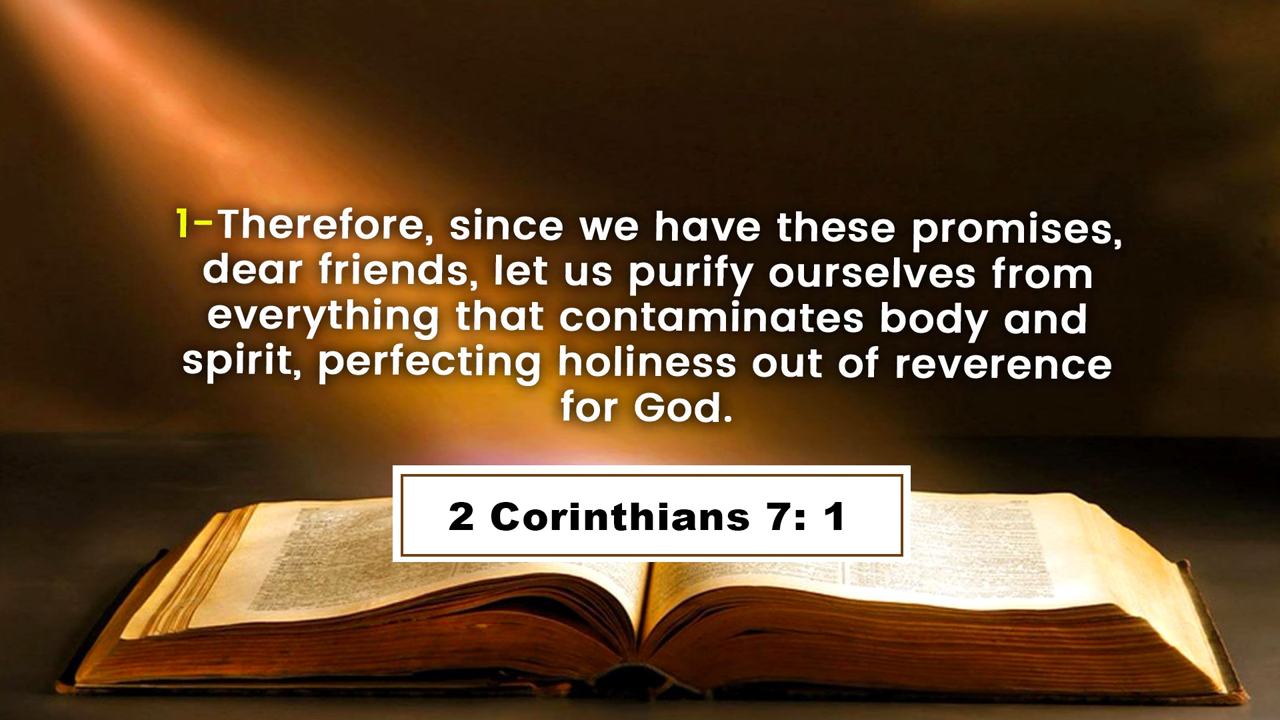 1-Therefore, since we have these promises,
dear friends, let us purify ourselves from
everything that contaminates body and
spirit, perfecting holiness out of reverence
for God.
2 Corinthians 7: 1